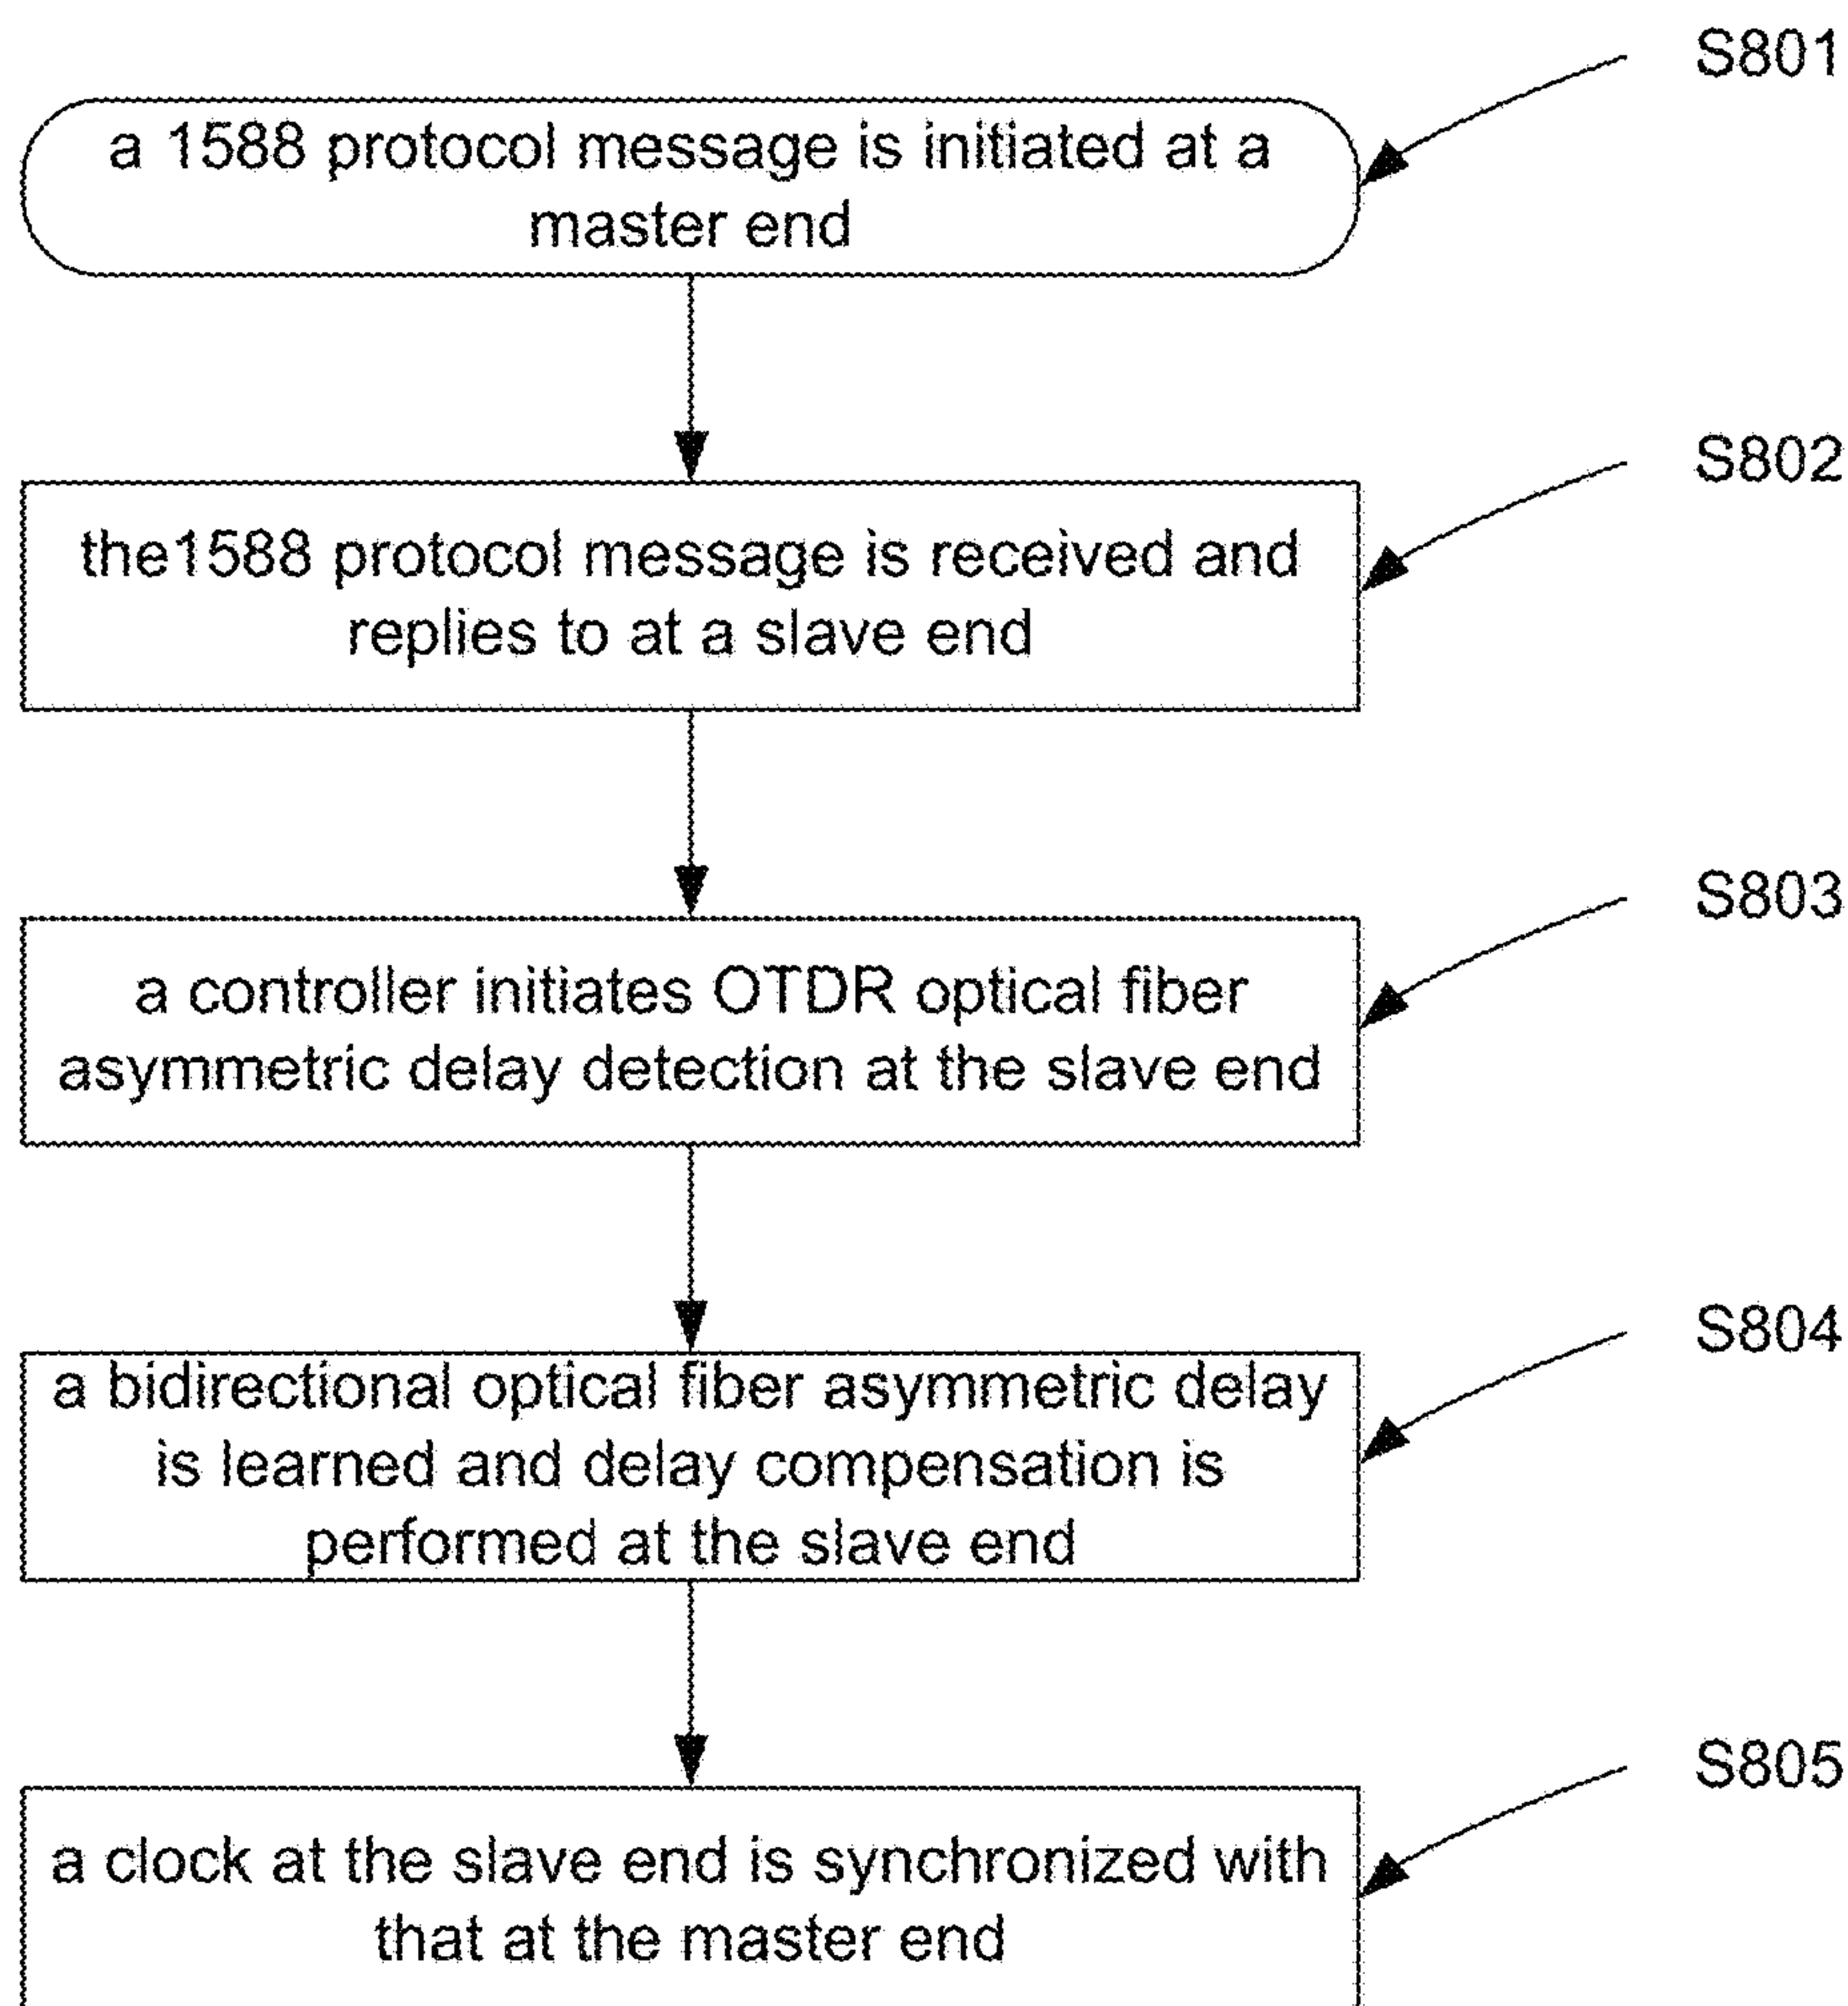 S801
a 1588 protocol message is initiated at a
master end
S802
the1588 protocol message is received and
replies to at a slave end
S803
a controller initiates OTDR optical fiber
asymmetric delay detection at the slave end
S804
a bidirectional optical fiber asymmetric delay
is learned and delay compensation is
performed at the slave end
S805
a clock at the slave end is synchronized with
that at the master end